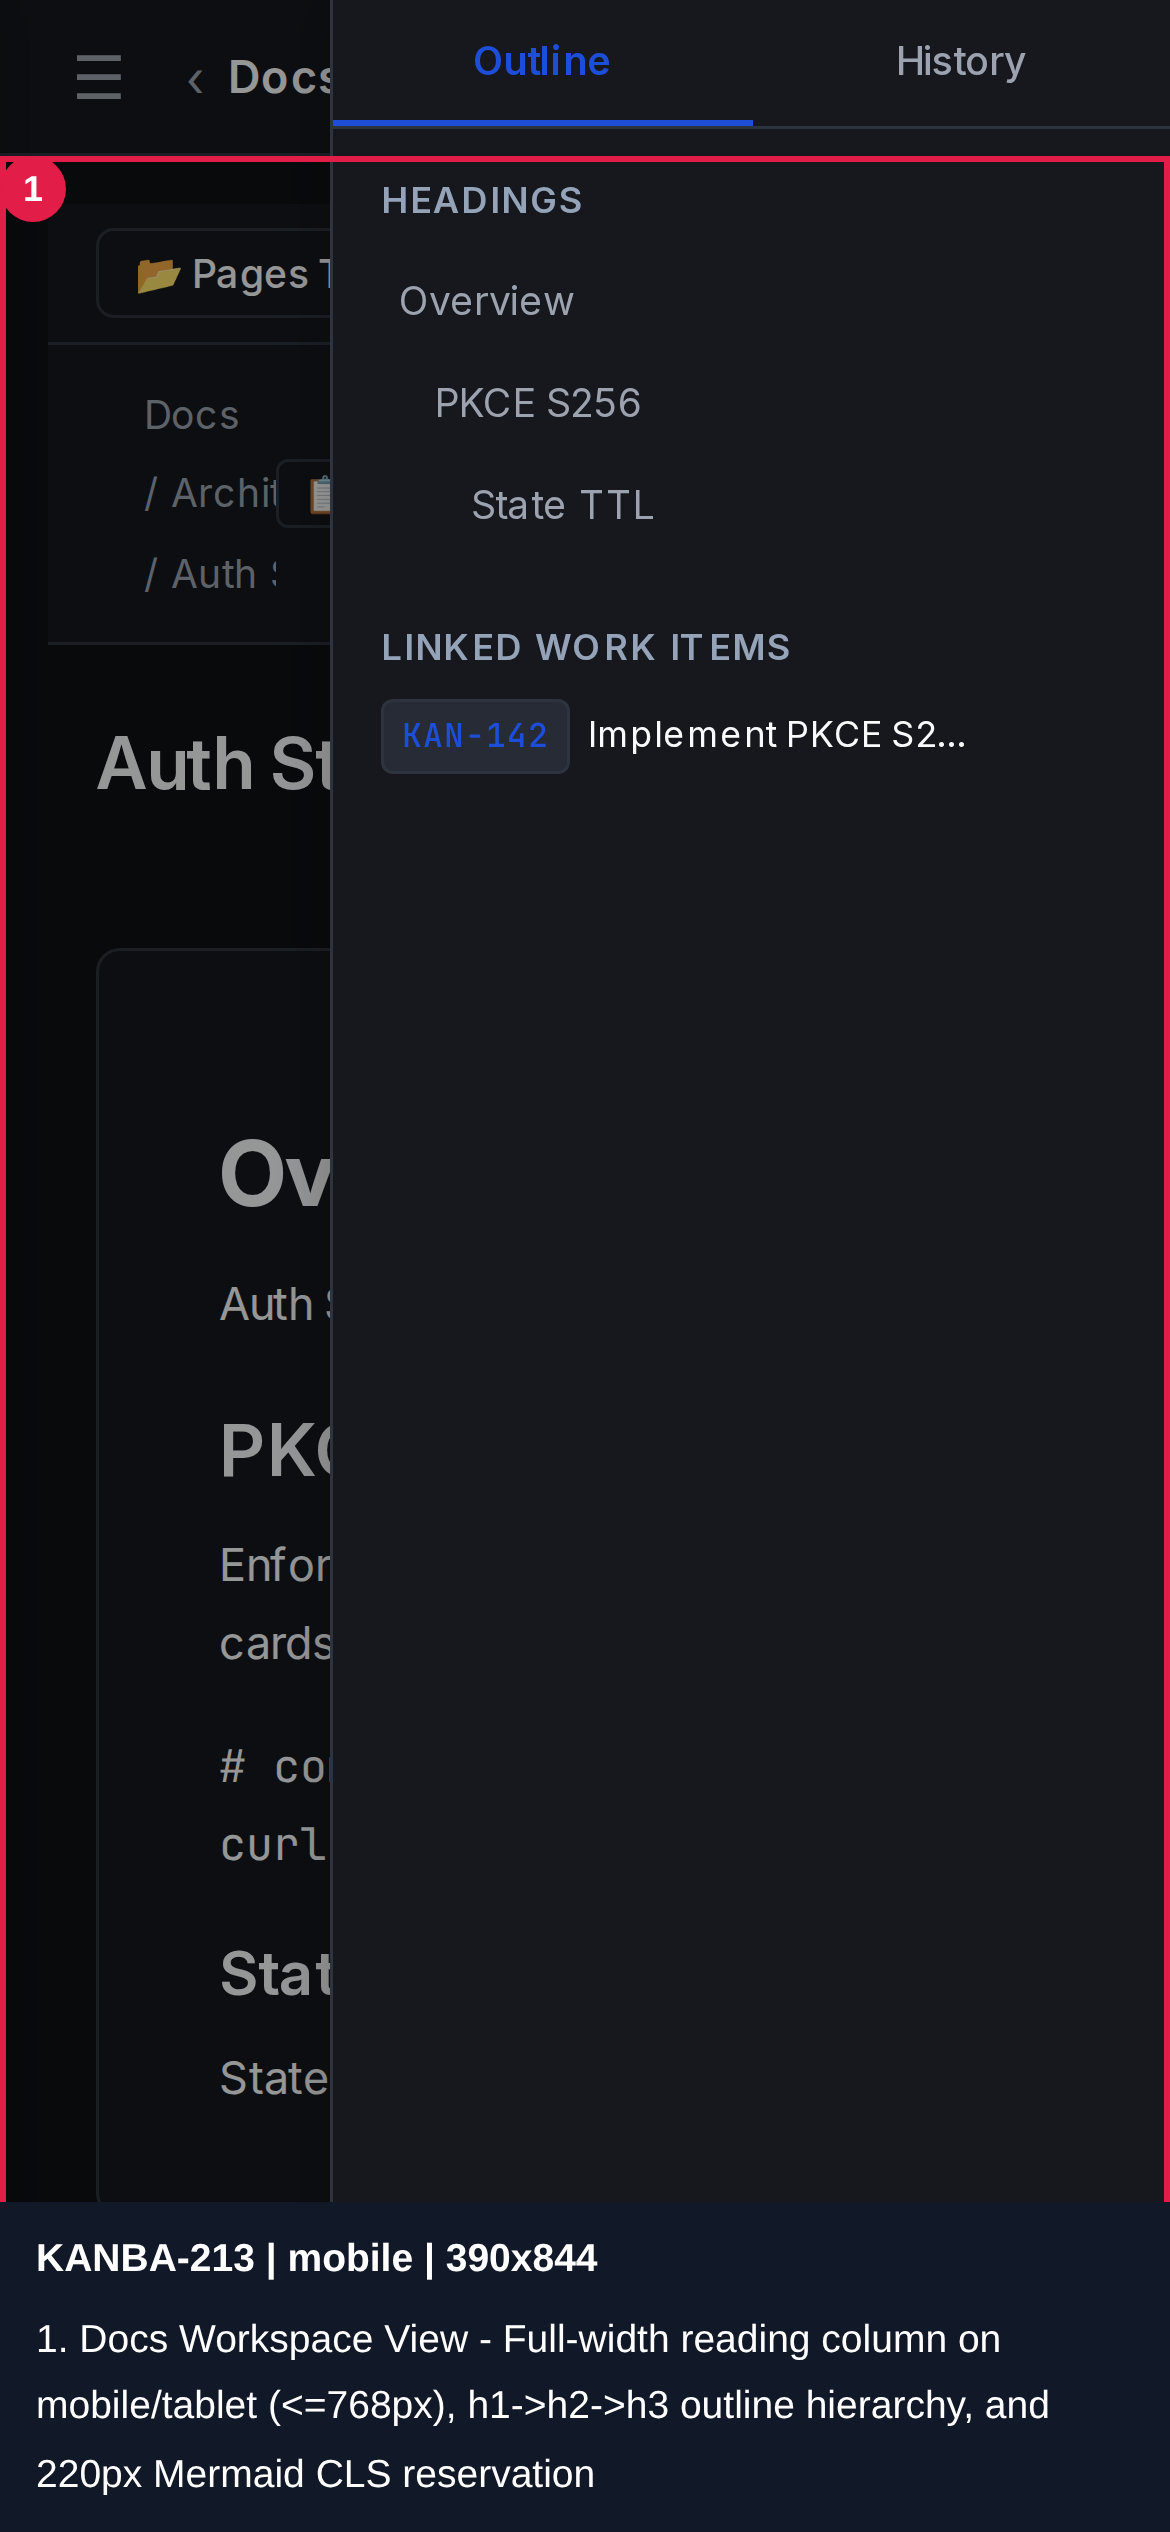 ☰ ‹ Docs
Outline History
1
HEADINGS
Overview
PKCE S256
State TTL
LINKED WORK ITEMS
KAN-142 Implement PKCE S2...
Pages
Docs
/ Archit
/ Auth
Auth St
Ov
Auth
PKC
Enfor
cards
# co
curl
Stat
State
KANBA-213 | mobile | 390x844
1. Docs Workspace View - Full-width reading column on
mobile/tablet (<=768px), h1->h2->h3 outline hierarchy, and
220px Mermaid CLS reservation